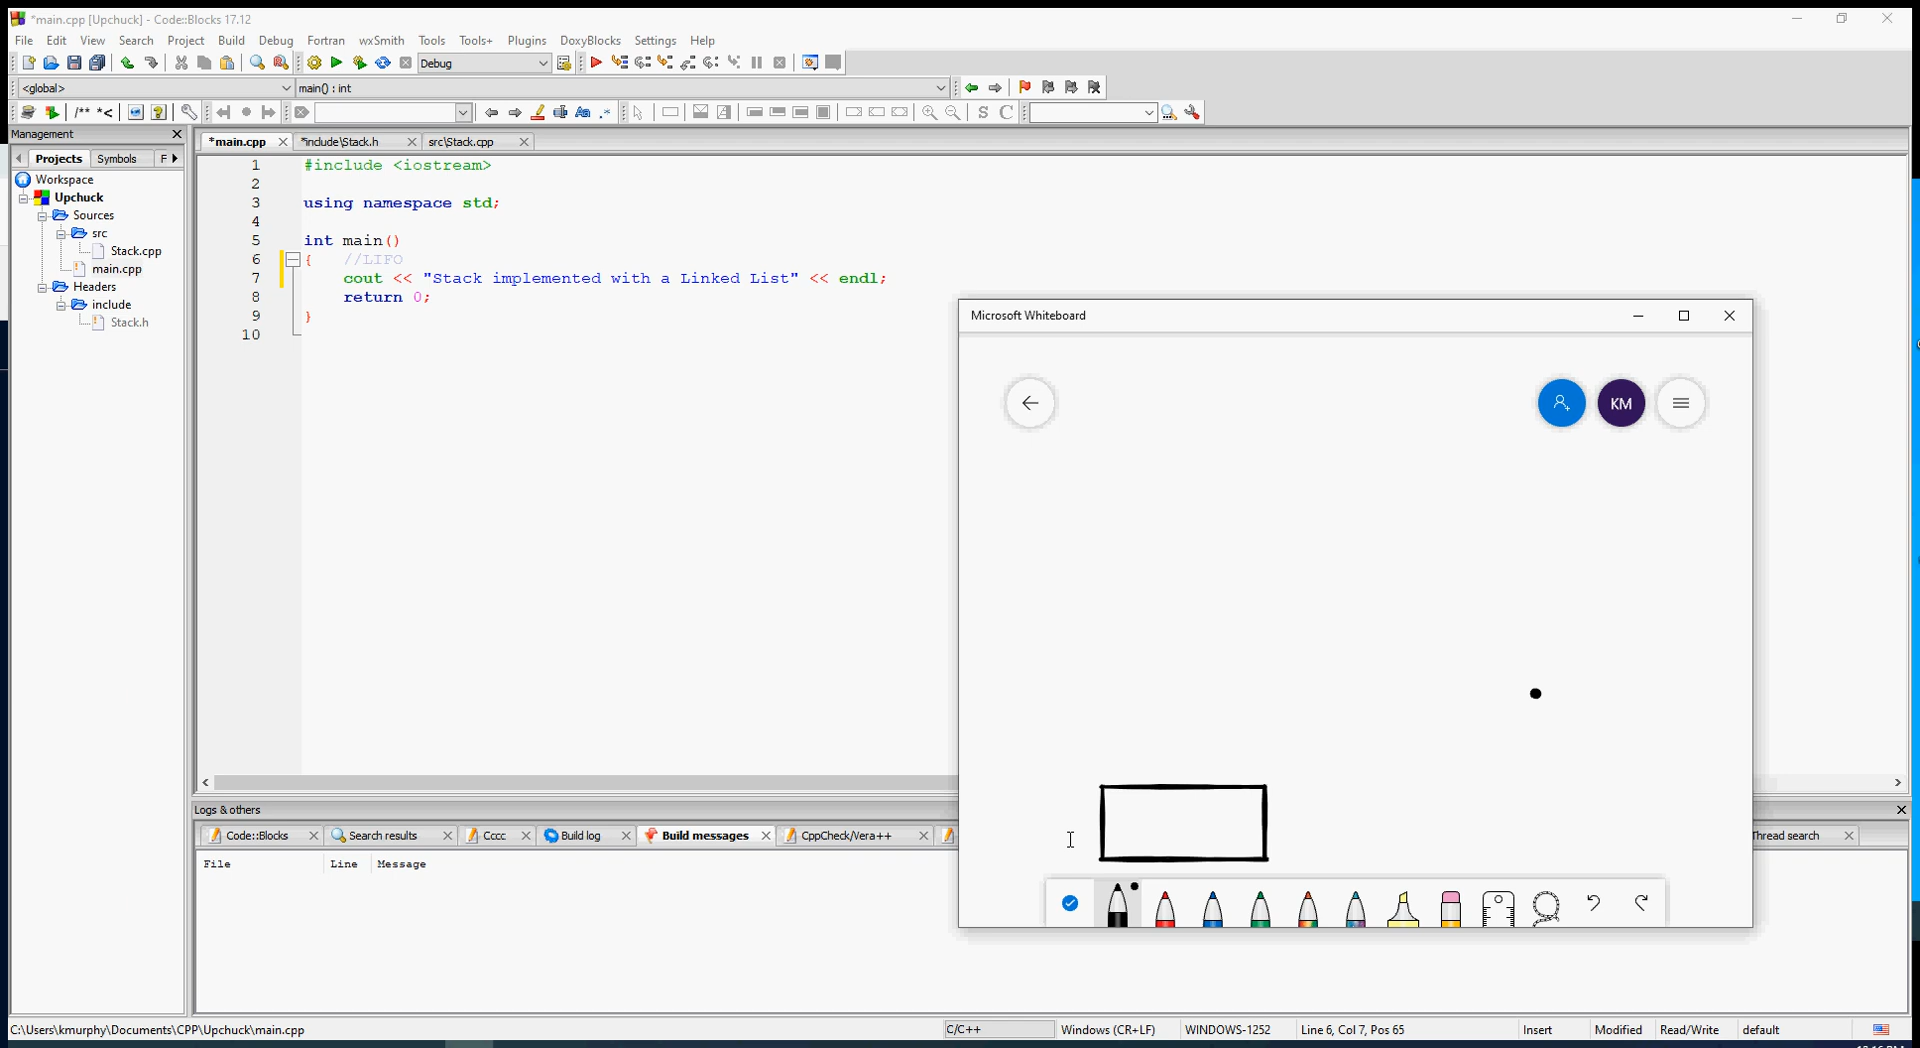 *main.cpp [Upchuck] - Code::Blocks 17.12
File Edit View Search Project Build Debug Fortran wxSmith Tools Tools+ Plugins DoxyBlocks Settings Help
Debug
<global> main() : int
/** *<
Aa .* S C
Management
*main.cpp *include\Stack.h src\Stack.cpp
Projects Symbols F
Workspace
Upchuck
Sources
src
Stack.cpp
main.cpp
Headers
include
Stack.h
1 #include <iostream>
2
3 using namespace std;
4
5 int main()
6 { //LIFO
7 cout << "Stack implemented with a Linked List" << endl;
8 return 0;
9 }
10
Microsoft Whiteboard
KM
Logs & others
Code::Blocks Search results Cccc Build log Build messages CppCheck/Vera++ Thread search
File Line Message
C:\Users\kmurphy\Documents\CPP\Upchuck\main.cpp C/C++ Windows (CR+LF) WINDOWS-1252 Line 6, Col 7, Pos 65 Insert Modified Read/Write default